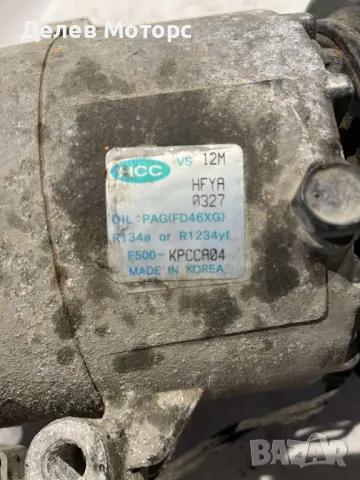 Делев Моторс
HCC VS 12M
HFYA
0327
OIL:PAG(FD46XG)
R134a or R1234yf
F500- KPCCA04
MADE IN KOREA
BAZAR